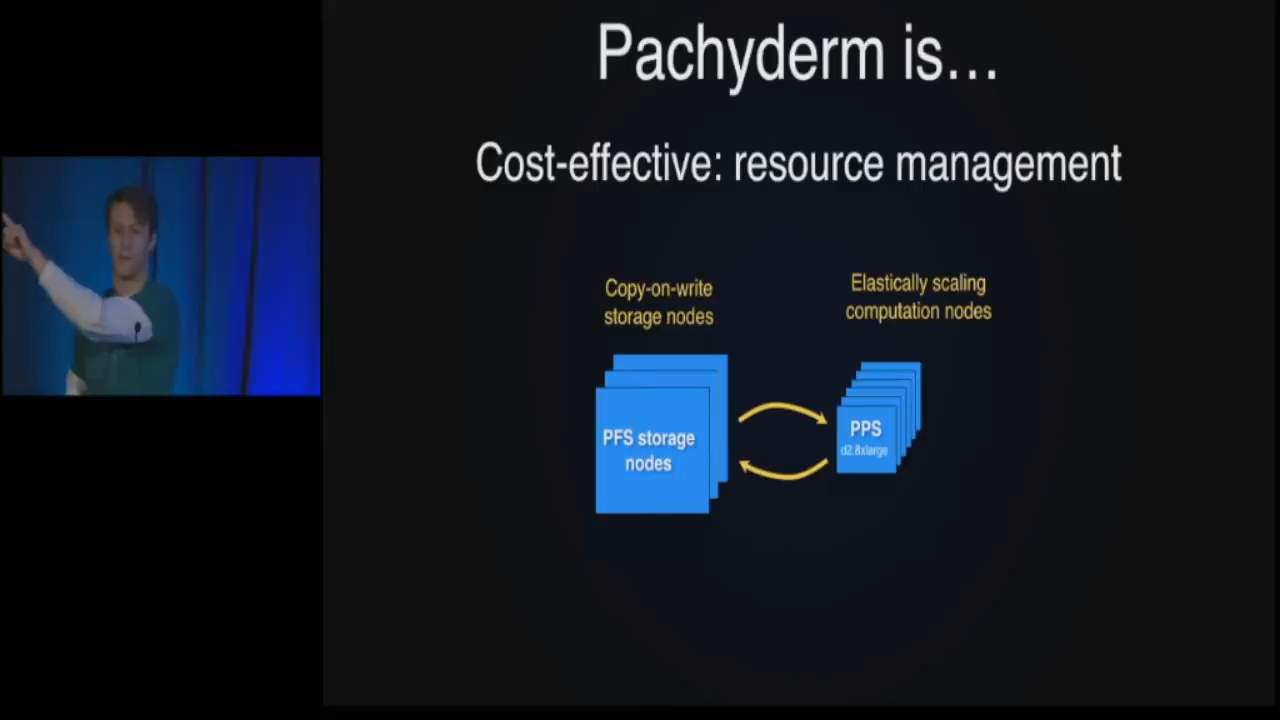 Pachyderm is...
Cost-effective: resource management
Copy-on-write
storage nodes
Elastically scaling
computation nodes
PFS storage
nodes
PPS
d2.8xlarge